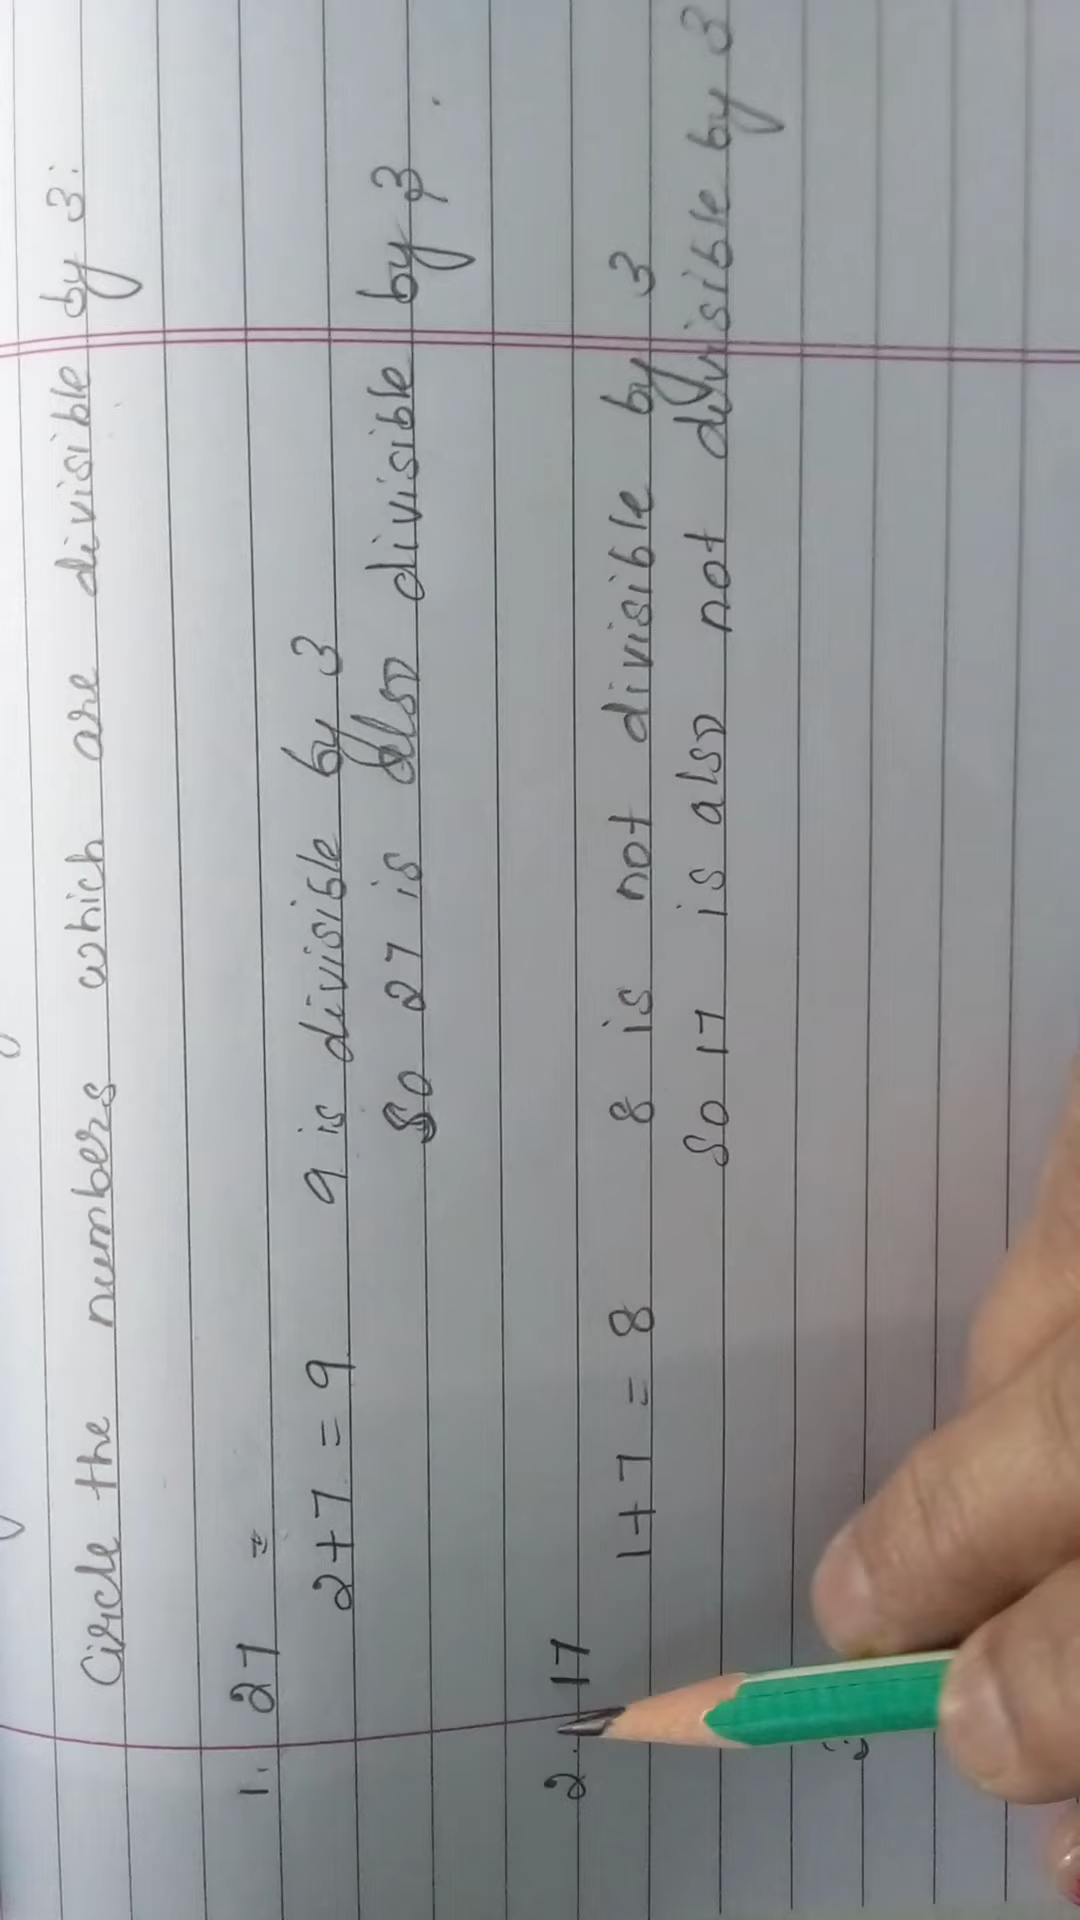 Circle the numbers which are divisible by 3:
1. 27 =
2+7 = 9 9 is divisible by 3
So 27 is also divisible by 3.
2. 17
1+7 = 8 8 is not divisible by 3
So 17 is also not divisible by 3